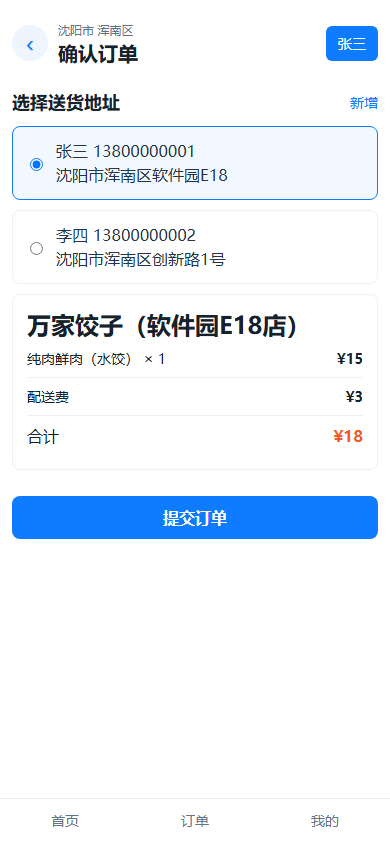 沈阳市 浑南区
‹
确认订单
张三
选择送货地址 新增
张三 13800000001
沈阳市浑南区软件园E18
李四 13800000002
沈阳市浑南区创新路1号
万家饺子（软件园E18店）
纯肉鲜肉（水饺） × 1 ¥15
配送费 ¥3
合计 ¥18
提交订单
首页 订单 我的